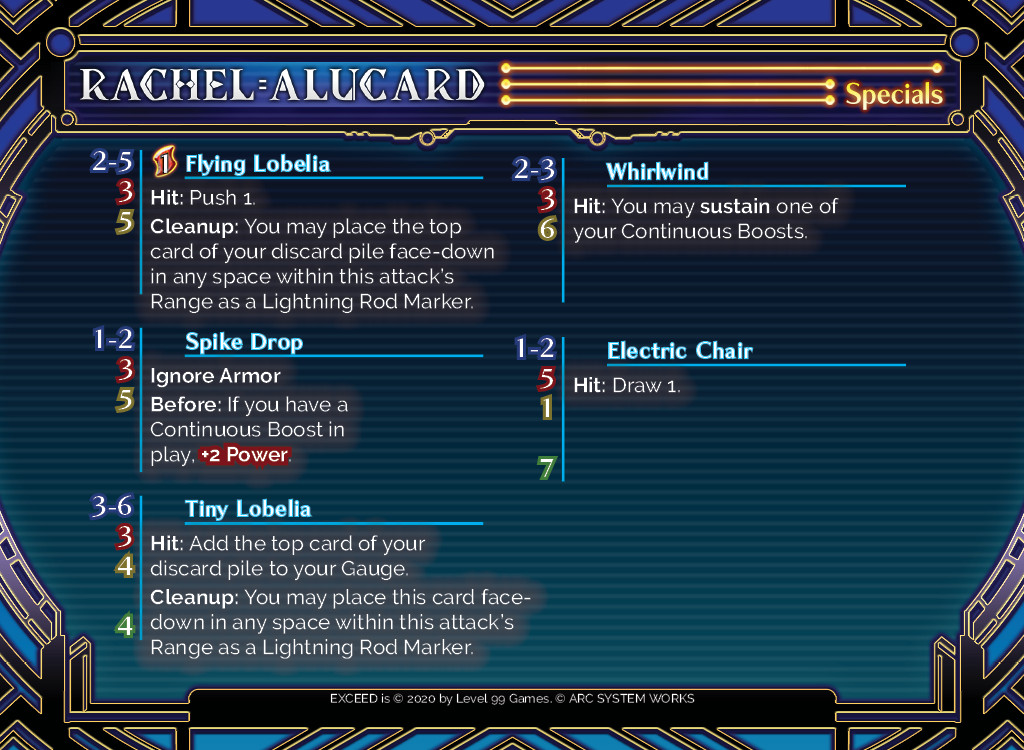 RACHEL=ALUCARD
Specials
2-5
1 Flying Lobelia
3
5
Hit: Push 1.
Cleanup: You may place the top
card of your discard pile face-down
in any space within this attack's
Range as a Lightning Rod Marker.
1-2
Spike Drop
3
5
Ignore Armor
Before: If you have a
Continuous Boost in
play, +2 Power.
3-6
Tiny Lobelia
3
4
4
Hit: Add the top card of your
discard pile to your Gauge.
Cleanup: You may place this card face-
down in any space within this attack's
Range as a Lightning Rod Marker.
2-3
Whirlwind
3
6
Hit: You may sustain one of
your Continuous Boosts.
1-2
Electric Chair
5
1
7
Hit: Draw 1.
EXCEED is © 2020 by Level 99 Games. © ARC SYSTEM WORKS